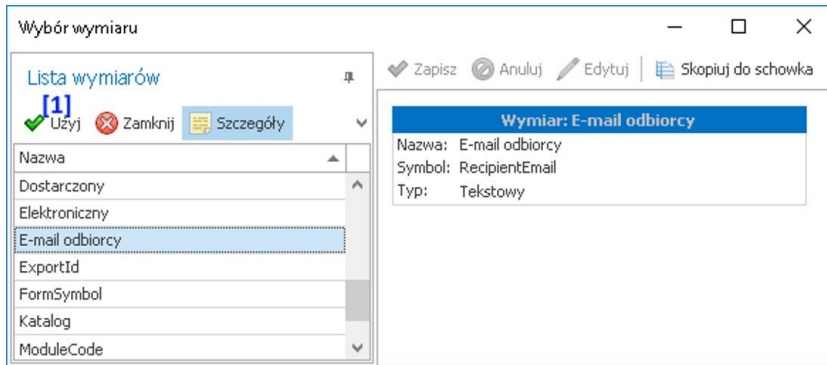 Wybór wymiaru
Lista wymiarów
[1]
Użyj Zamknij Szczegóły
Nazwa
Dostarczony
Elektroniczny
E-mail odbiorcy
ExportId
FormSymbol
Katalog
ModuleCode
Zapisz Anuluj Edytuj Skopiuj do schowka
Wymiar: E-mail odbiorcy
Nazwa: E-mail odbiorcy
Symbol: RecipientEmail
Typ: Tekstowy